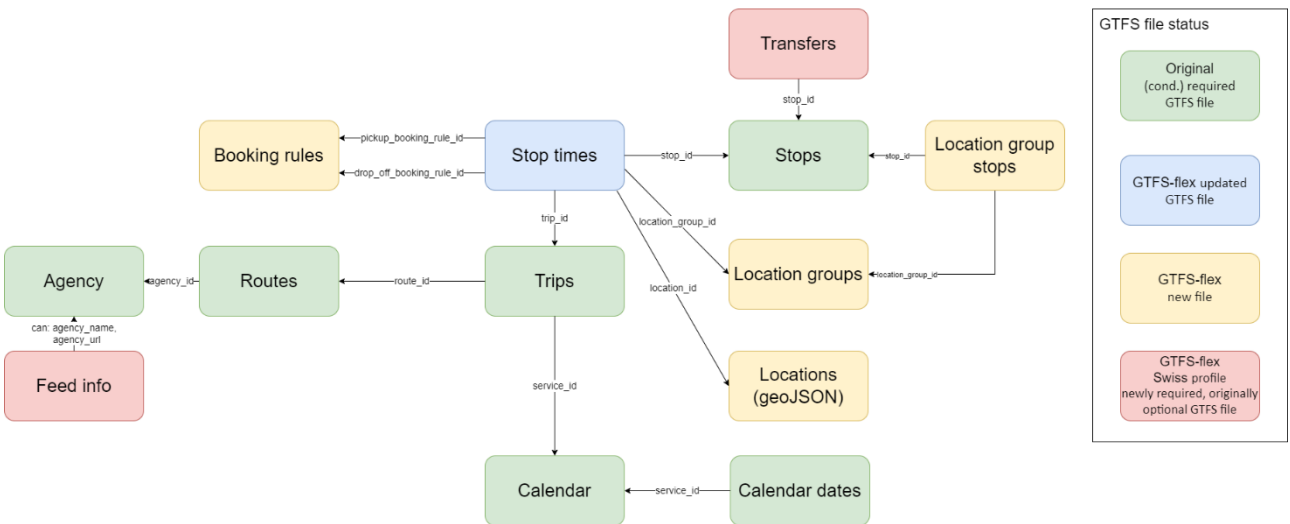 GTFS file status
Transfers
Original
(cond.) required
GTFS file
stop_id
Booking rules
pickup_booking_rule_id
drop_off_booking_rule_id
Stop times
stop_id
Stops
stop_id
Location group
stops
GTFS-flex updated
GTFS file
trip_id
location_group_id
Agency
agency_id
Routes
route_id
Trips
location_id
Location groups
location_group_id
GTFS-flex
new file
can: agency_name,
agency_url
Feed info
service_id
Locations
(geoJSON)
GTFS-flex
Swiss profile
newly required, originally
optional GTFS file
Calendar
service_id
Calendar dates